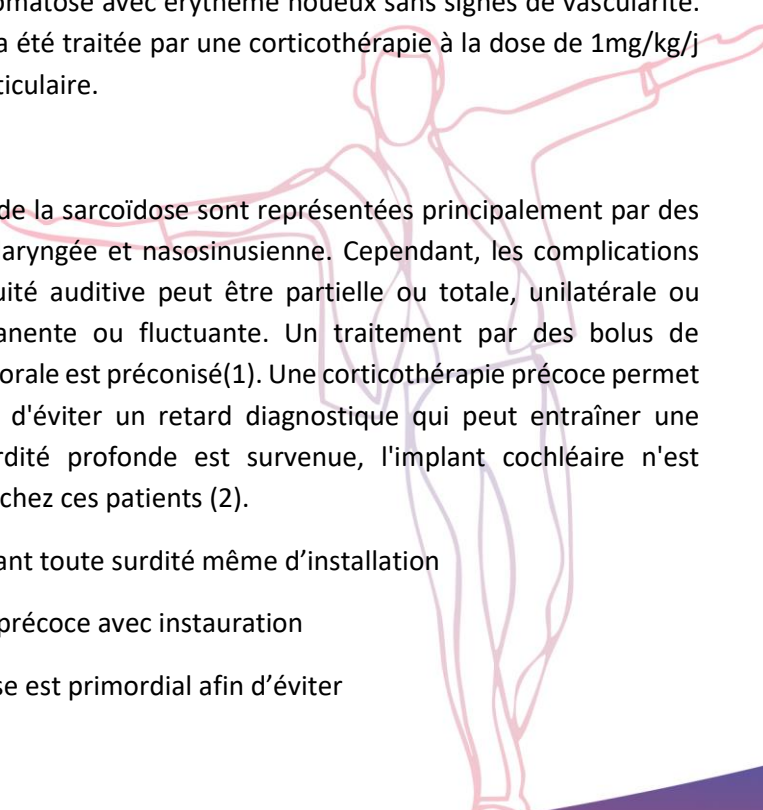 omatose avec érythème noueux sans signes de vascularité.
a été traitée par une corticothérapie à la dose de 1mg/kg/j
ticulaire.
de la sarcoïdose sont représentées principalement par des
aryngée et nasosinusienne. Cependant, les complications
uité auditive peut être partielle ou totale, unilatérale ou
anente ou fluctuante. Un traitement par des bolus de
orale est préconisé(1). Une corticothérapie précoce permet
d'éviter un retard diagnostique qui peut entraîner une
rdité profonde est survenue, l'implant cochléaire n'est
chez ces patients (2).
ant toute surdité même d’installation
précoce avec instauration
se est primordial afin d’éviter